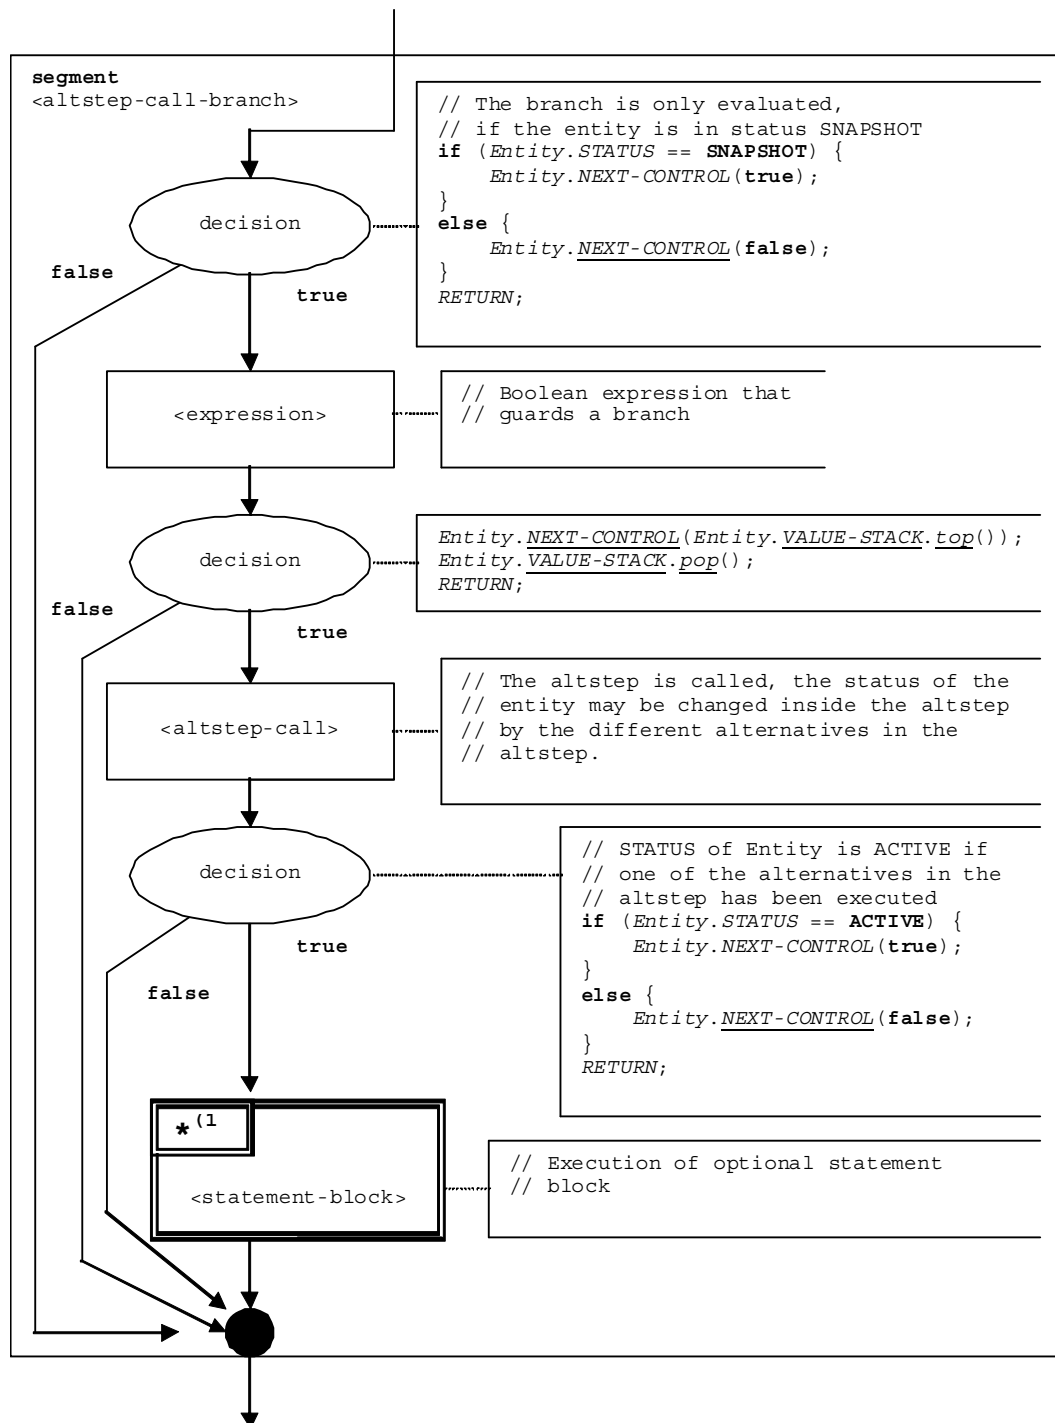 segment
<altstep-call-branch>
// The branch is only evaluated,
// if the entity is in status SNAPSHOT
if (Entity.STATUS == SNAPSHOT) {
Entity.NEXT-CONTROL(true);
}
else {
Entity.NEXT-CONTROL(false);
}
RETURN;
decision
false
true
<expression>
// Boolean expression that
// guards a branch
decision
Entity.NEXT-CONTROL(Entity.VALUE-STACK.top());
Entity.VALUE-STACK.pop();
RETURN;
false
true
<altstep-call>
// The altstep is called, the status of the
// entity may be changed inside the altstep
// by the different alternatives in the
// altstep.
decision
// STATUS of Entity is ACTIVE if
// one of the alternatives in the
// altstep has been executed
if (Entity.STATUS == ACTIVE) {
Entity.NEXT-CONTROL(true);
}
else {
Entity.NEXT-CONTROL(false);
}
RETURN;
true
false
*(1
<statement-block>
// Execution of optional statement
// block